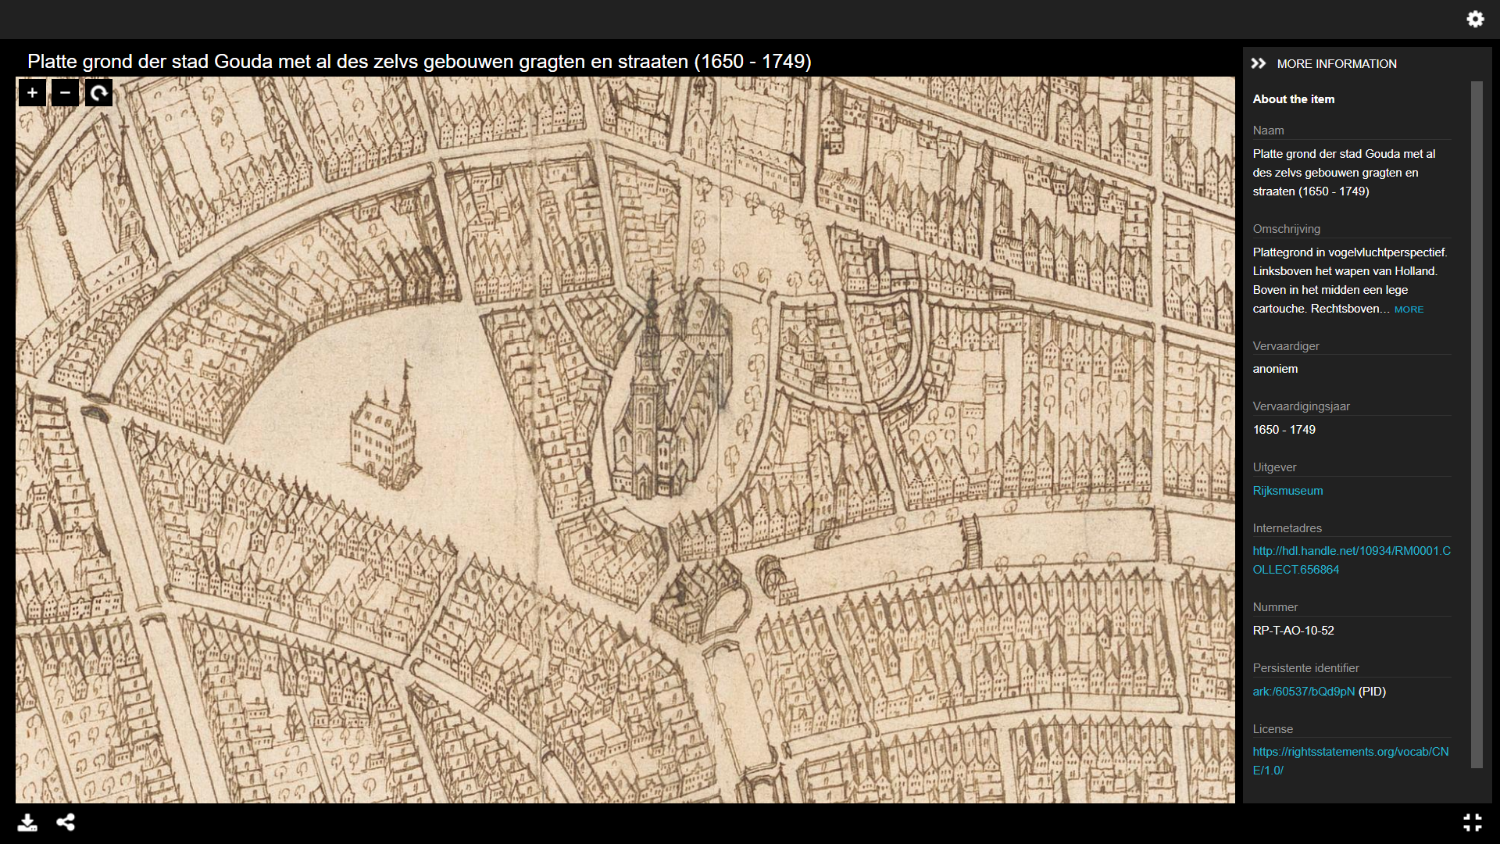 Platte grond der stad Gouda met al des zelvs gebouwen gragten en straaten (1650 - 1749)
MORE INFORMATION
About the item
Naam
Platte grond der stad Gouda met al
des zelvs gebouwen gragten en
straaten (1650 - 1749)
Omschrijving
Plattegrond in vogelvluchtperspectief.
Linksboven het wapen van Holland.
Boven in het midden een lege
cartouche. Rechtsboven... MORE
Vervaardiger
anoniem
Vervaardigingsjaar
1650 - 1749
Uitgever
Rijksmuseum
Internetadres
http://hdl.handle.net/10934/RM0001.C
OLLECT.656864
Nummer
RP-T-AO-10-52
Persistente identifier
ark:/60537/bQd9pN (PID)
License
https://rightsstatements.org/vocab/CN
E/1.0/